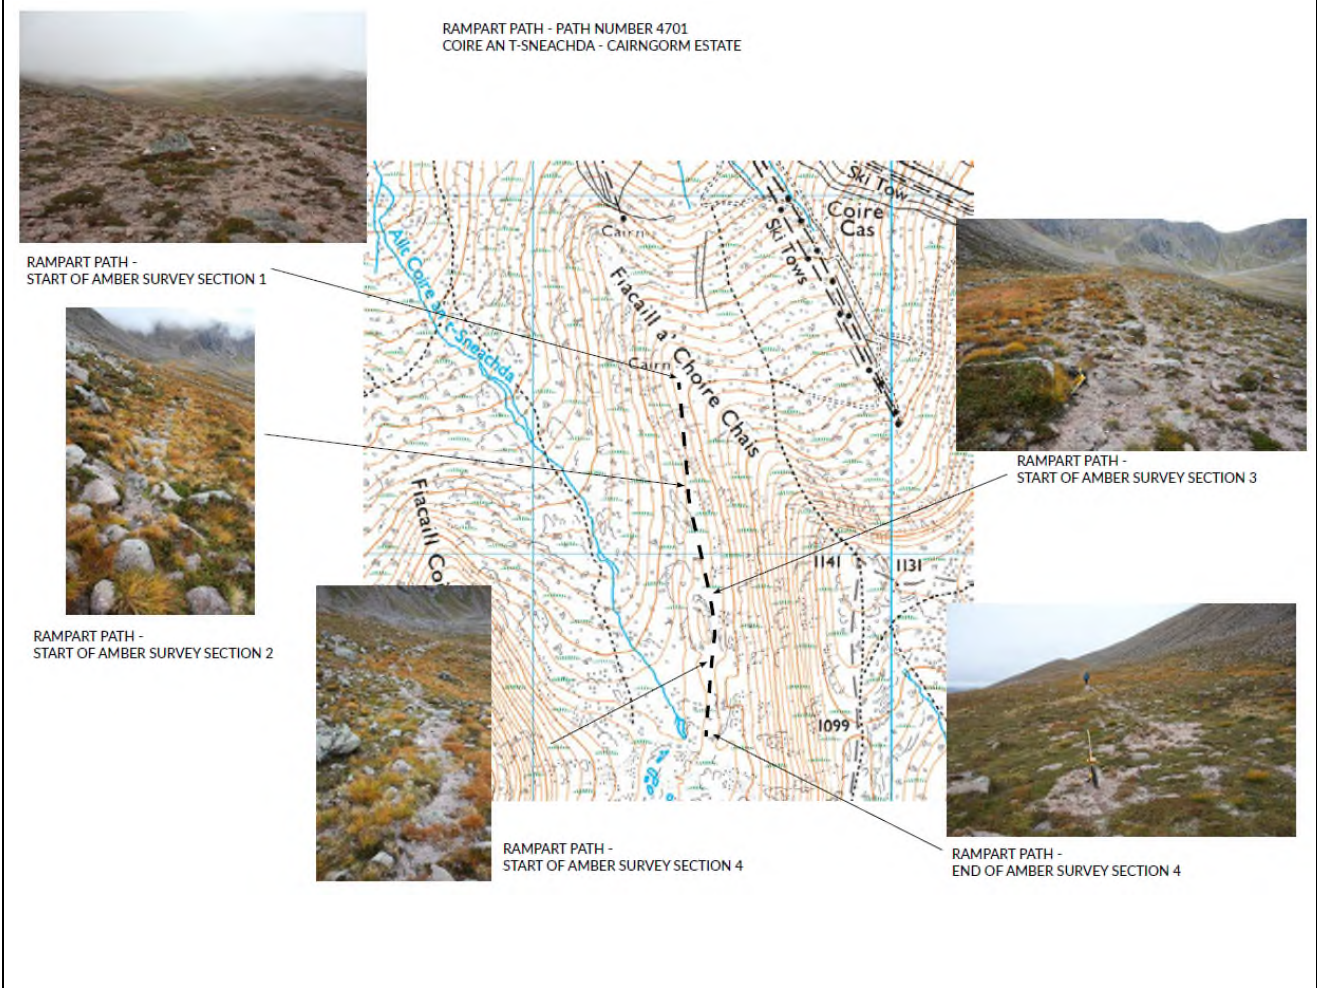 RAMPART PATH - PATH NUMBER 4701
COIRE AN T-SNEACHDA - CAIRNGORM ESTATE
RAMPART PATH -
START OF AMBER SURVEY SECTION 1
RAMPART PATH -
START OF AMBER SURVEY SECTION 2
Allt Coire an t-Sneachda
Cairn
Fiacaill a' Choire Chais
Cairn
Ski Tow
Coire
Cas
Ski Tows
Fiacaill Coi
1141
1131
1099
RAMPART PATH -
START OF AMBER SURVEY SECTION 3
RAMPART PATH -
START OF AMBER SURVEY SECTION 4
RAMPART PATH -
END OF AMBER SURVEY SECTION 4